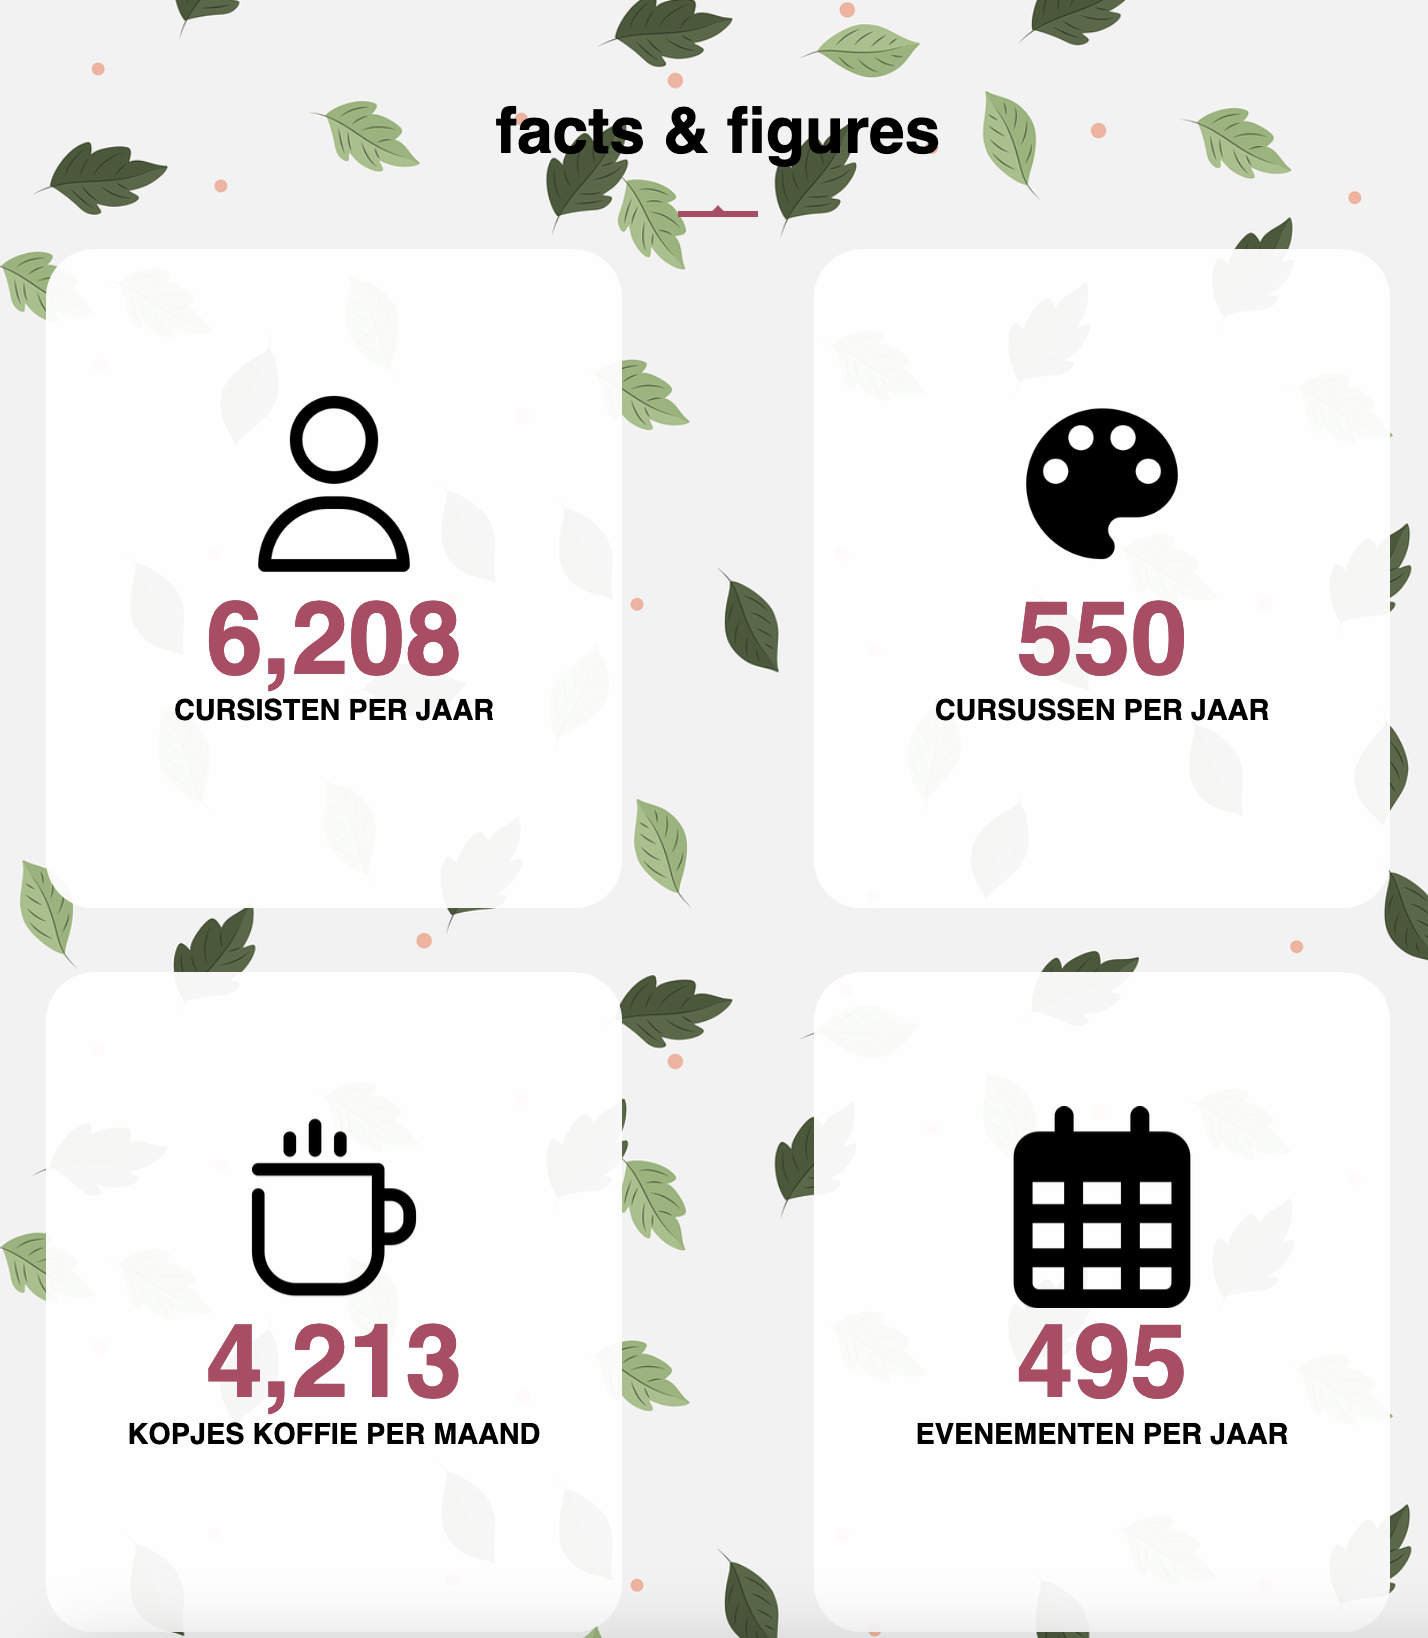 facts & figures
6,208
CURSISTEN PER JAAR
550
CURSUSSEN PER JAAR
4,213
KOPJES KOFFIE PER MAAND
495
EVENEMENTEN PER JAAR